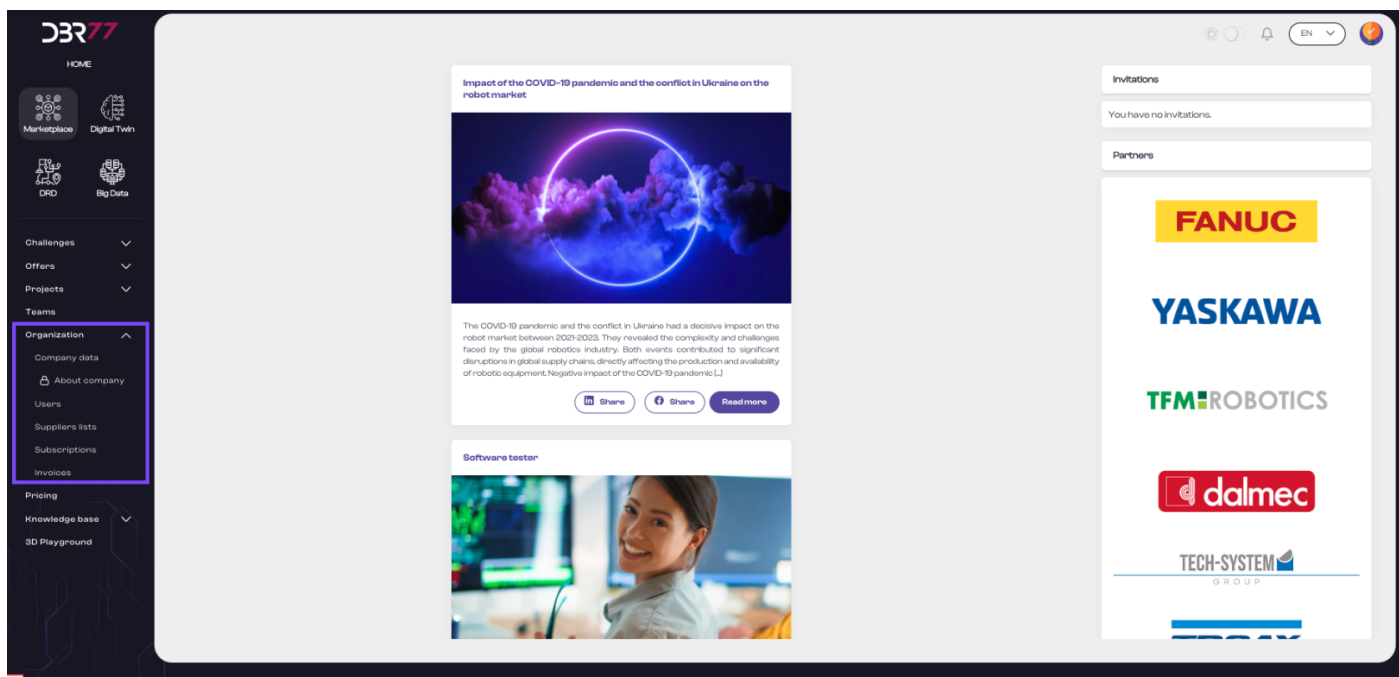 DBR77
HOME
Marketplace
Digital Twin
DRD
Big Data
Challenges
Offers
Projects
Teams
Organization
Company data
About company
Users
Suppliers lists
Subscriptions
Invoices
Pricing
Knowledge base
3D Playground
EN
Impact of the COVID-19 pandemic and the conflict in Ukraine on the
robot market
The COVID-19 pandemic and the conflict in Ukraine had a decisive impact on the
robot market between 2021-2023. They revealed the complexity and challenges
faced by the global robotics industry. Both events contributed to significant
disruptions in global supply chains, directly affecting the production and availability
of robotic equipment. Negative impact of the COVID-19 pandemic [...]
Share
Share
Read more
Software tester
Invitations
You have no invitations.
Partners
FANUC
YASKAWA
TFM ROBOTICS
dalmec
TECH-SYSTEM
GROUP